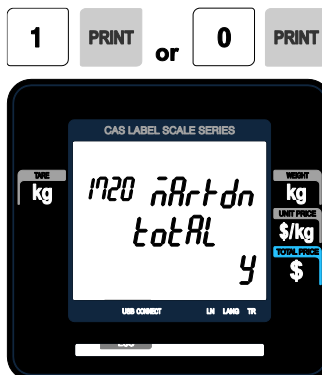 1 PRINT or 0 PRINT
CAS LABEL SCALE SERIES
TARE
kg
1720 n̄Artdn
totAL
y
WEIGHT
kg
UNIT PRICE
$/kg
TOTAL PRICE
$
USB CONNECT LN LANG TR